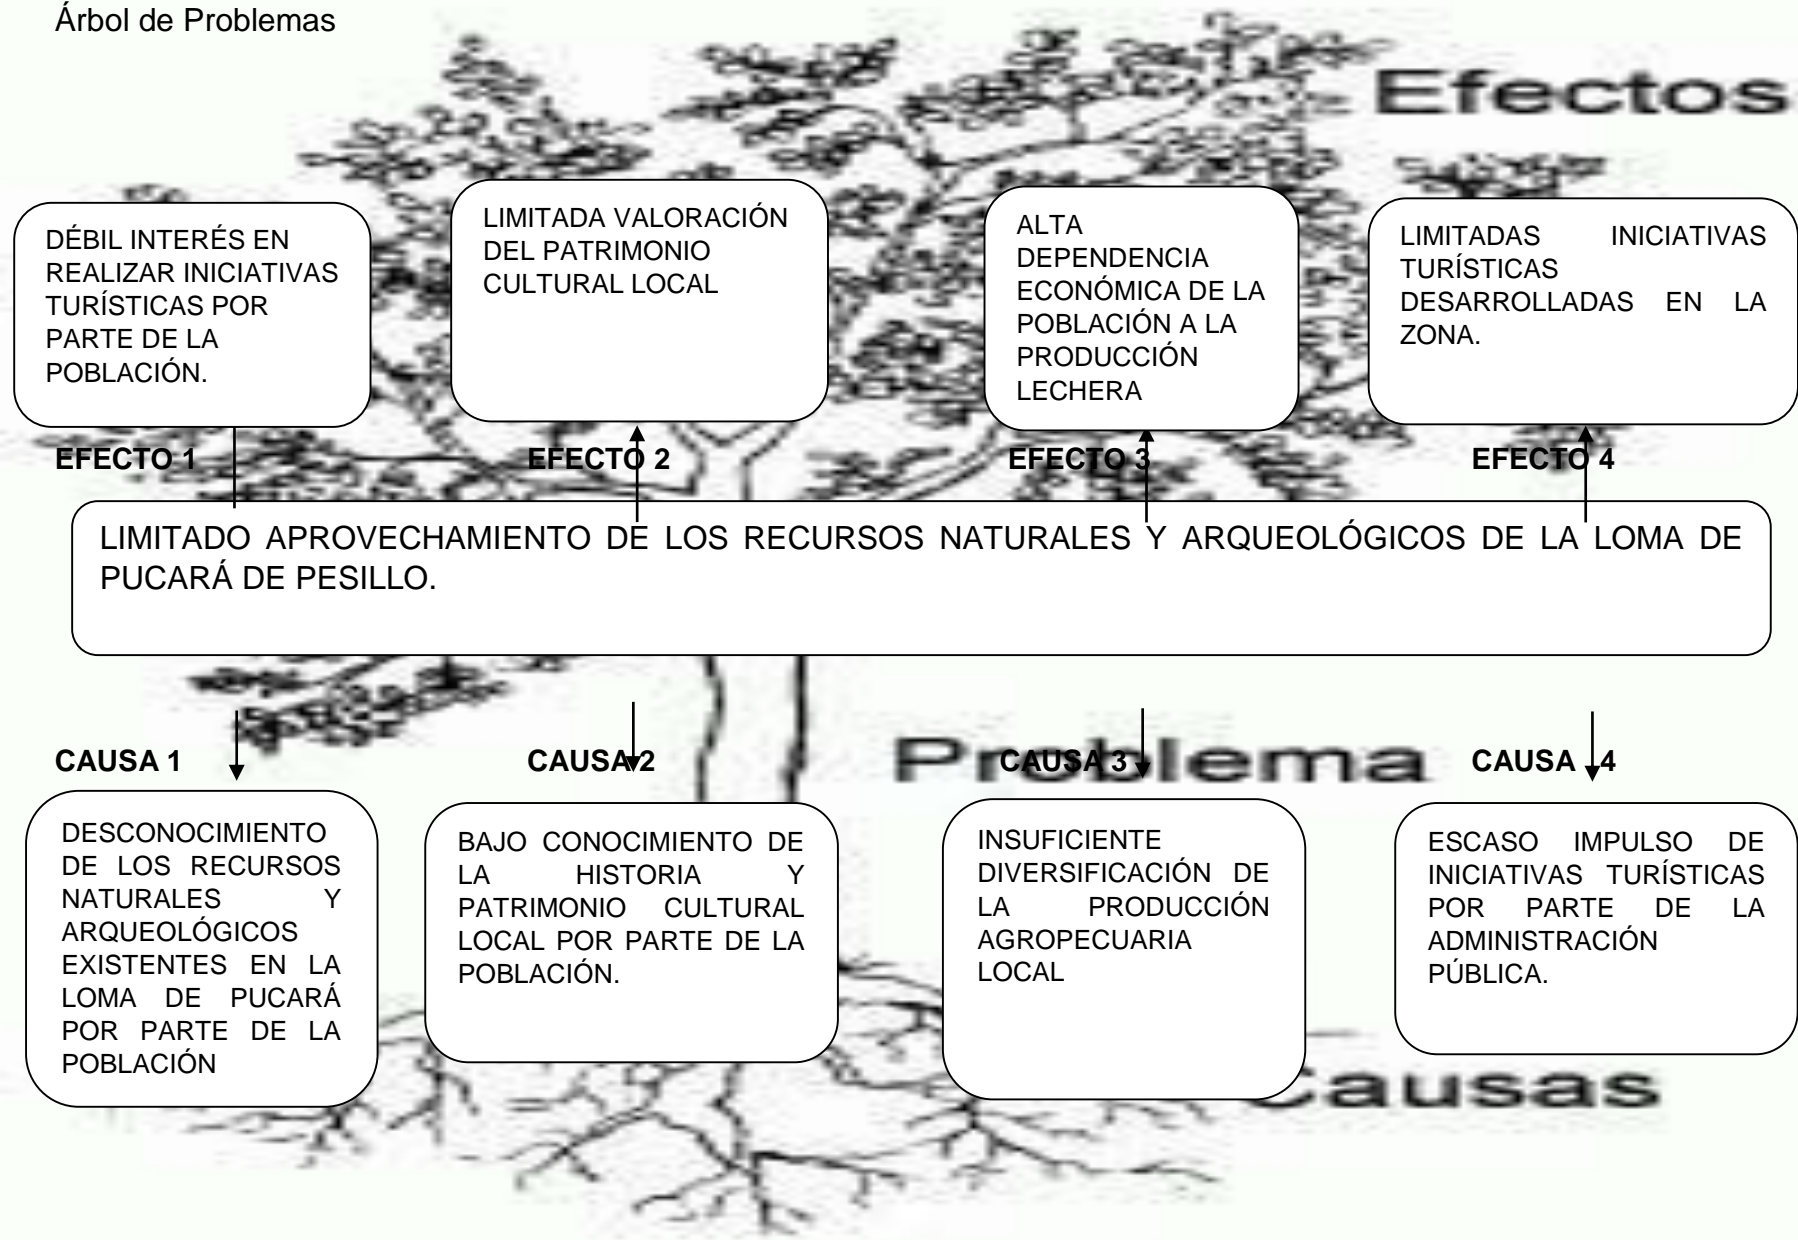 Árbol de Problemas
Efectos
DÉBIL INTERÉS EN
REALIZAR INICIATIVAS
TURÍSTICAS POR
PARTE DE LA
POBLACIÓN.
LIMITADA VALORACIÓN
DEL PATRIMONIO
CULTURAL LOCAL
ALTA
DEPENDENCIA
ECONÓMICA DE LA
POBLACIÓN A LA
PRODUCCIÓN
LECHERA
LIMITADAS INICIATIVAS
TURÍSTICAS
DESARROLLADAS EN LA
ZONA.
EFECTO 1
EFECTO 2
EFECTO 3
EFECTO 4
LIMITADO APROVECHAMIENTO DE LOS RECURSOS NATURALES Y ARQUEOLÓGICOS DE LA LOMA DE
PUCARÁ DE PESILLO.
Problema
CAUSA 1
CAUSA 2
CAUSA 3
CAUSA 4
DESCONOCIMIENTO
DE LOS RECURSOS
NATURALES Y
ARQUEOLÓGICOS
EXISTENTES EN LA
LOMA DE PUCARÁ
POR PARTE DE LA
POBLACIÓN
BAJO CONOCIMIENTO DE
LA HISTORIA Y
PATRIMONIO CULTURAL
LOCAL POR PARTE DE LA
POBLACIÓN.
INSUFICIENTE
DIVERSIFICACIÓN DE
LA PRODUCCIÓN
AGROPECUARIA
LOCAL
ESCASO IMPULSO DE
INICIATIVAS TURÍSTICAS
POR PARTE DE LA
ADMINISTRACIÓN
PÚBLICA.
Causas